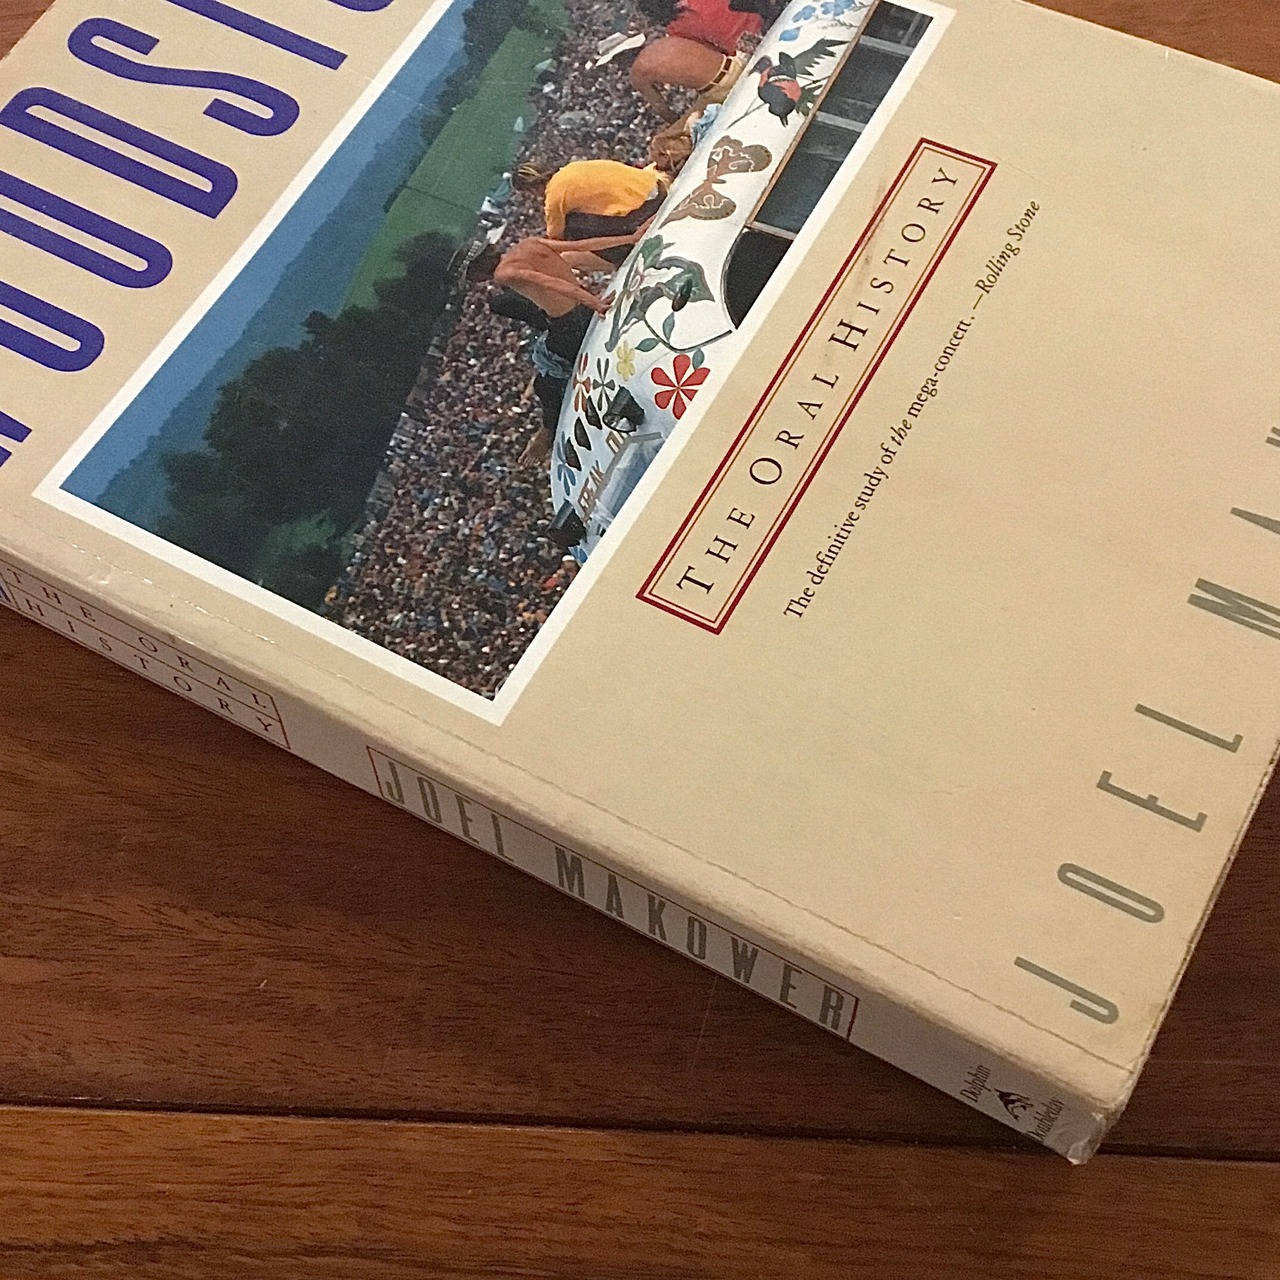 WOODSTO
THE ORAL HISTORY
The definitive study of the mega-concert. —Rolling Stone
JOEL MA
THE ORAL
HISTORY
JOEL MAKOWER
Dolphin
Doubleday